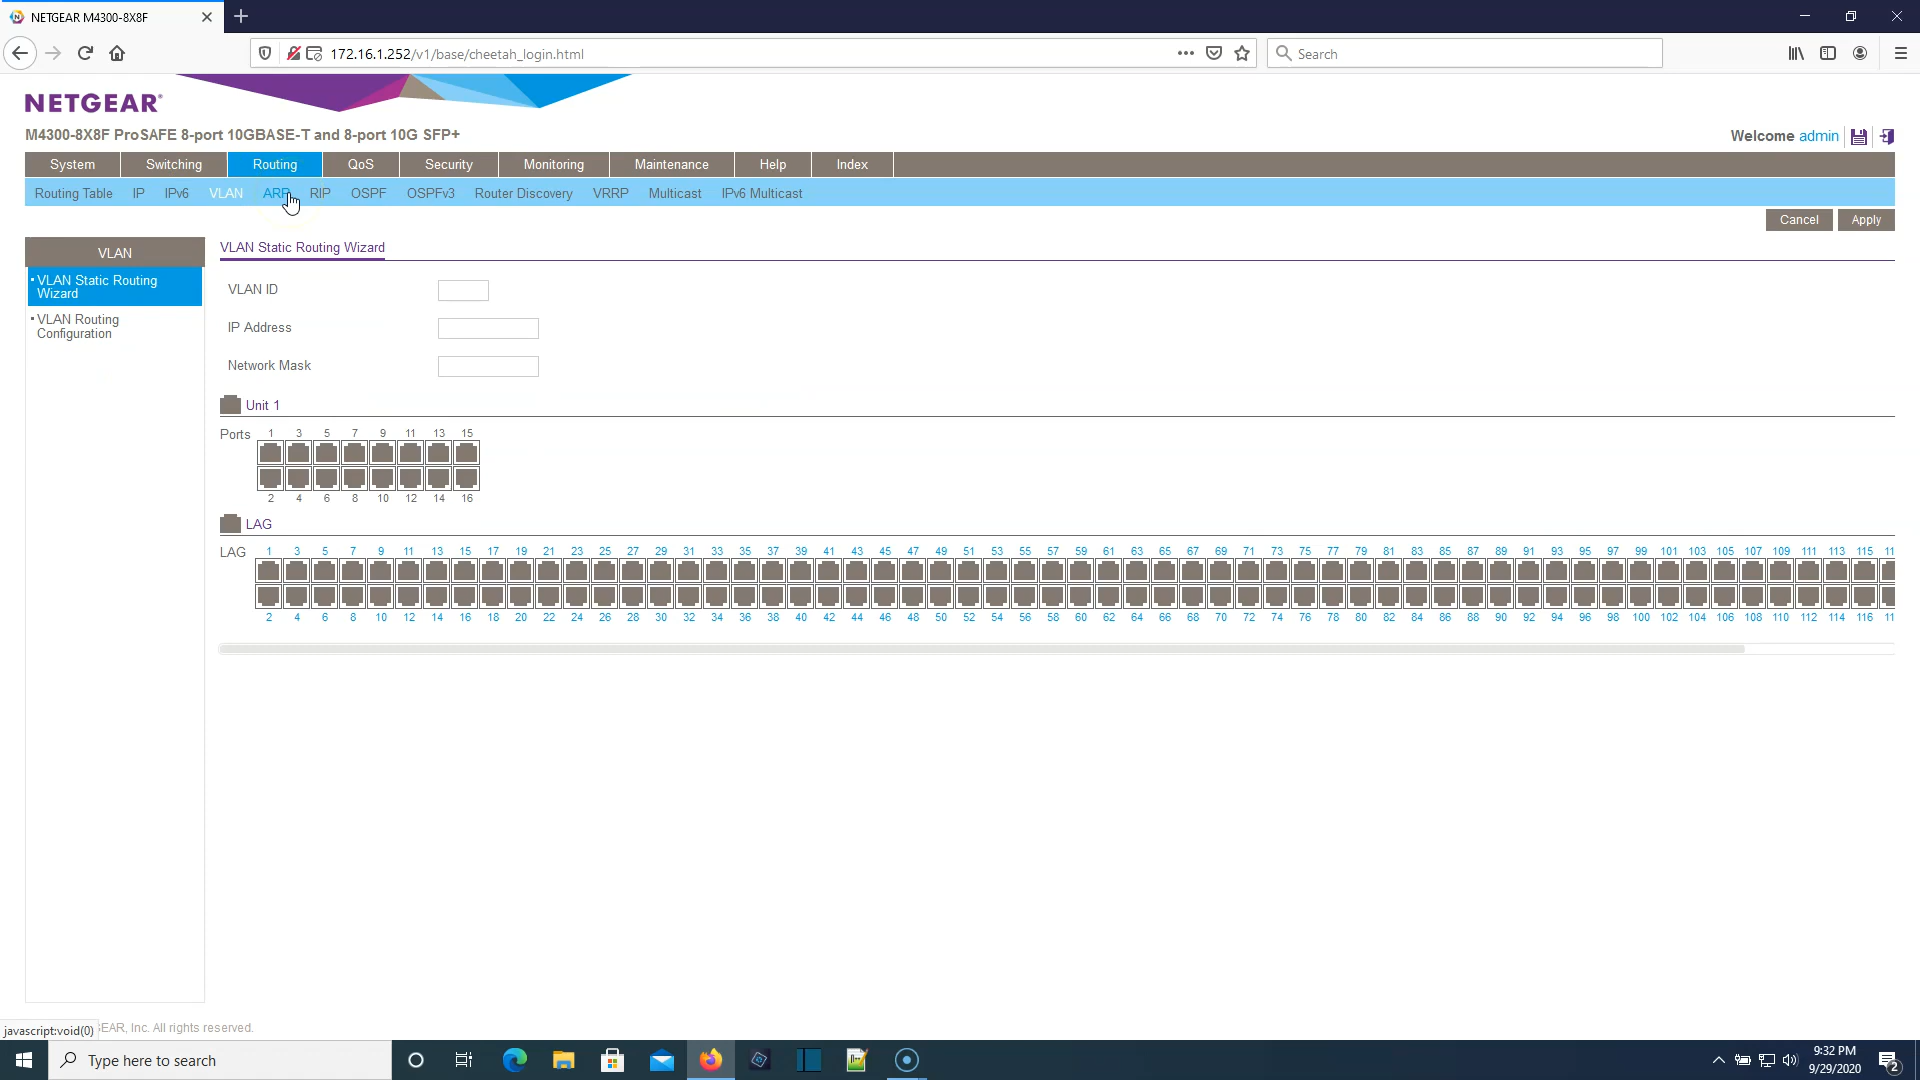 NETGEAR M4300-8X8F
172.16.1.252/v1/base/cheetah_login.html
Search
NETGEAR®
M4300-8X8F ProSAFE 8-port 10GBASE-T and 8-port 10G SFP+
Welcome admin
System Switching Routing QoS Security Monitoring Maintenance Help Index
Routing Table IP IPv6 VLAN ARP RIP OSPF OSPFv3 Router Discovery VRRP Multicast IPv6 Multicast
Cancel Apply
VLAN
VLAN Static Routing
Wizard
VLAN Routing
Configuration
VLAN Static Routing Wizard
VLAN ID
IP Address
Network Mask
Unit 1
Ports 1 3 5 7 9 11 13 15
2 4 6 8 10 12 14 16
LAG
LAG 1 3 5 7 9 11 13 15 17 19 21 23 25 27 29 31 33 35 37 39 41 43 45 47 49 51 53 55 57 59 61 63 65 67 69 71 73 75 77 79 81 83 85 87 89 91 93 95 97 99 101 103 105 107 109 111 113 115 11
2 4 6 8 10 12 14 16 18 20 22 24 26 28 30 32 34 36 38 40 42 44 46 48 50 52 54 56 58 60 62 64 66 68 70 72 74 76 78 80 82 84 86 88 90 92 94 96 98 100 102 104 106 108 110 112 114 116 11
javascript:void(0) GEAR, Inc. All rights reserved.
Type here to search
9:32 PM
9/29/2020
2